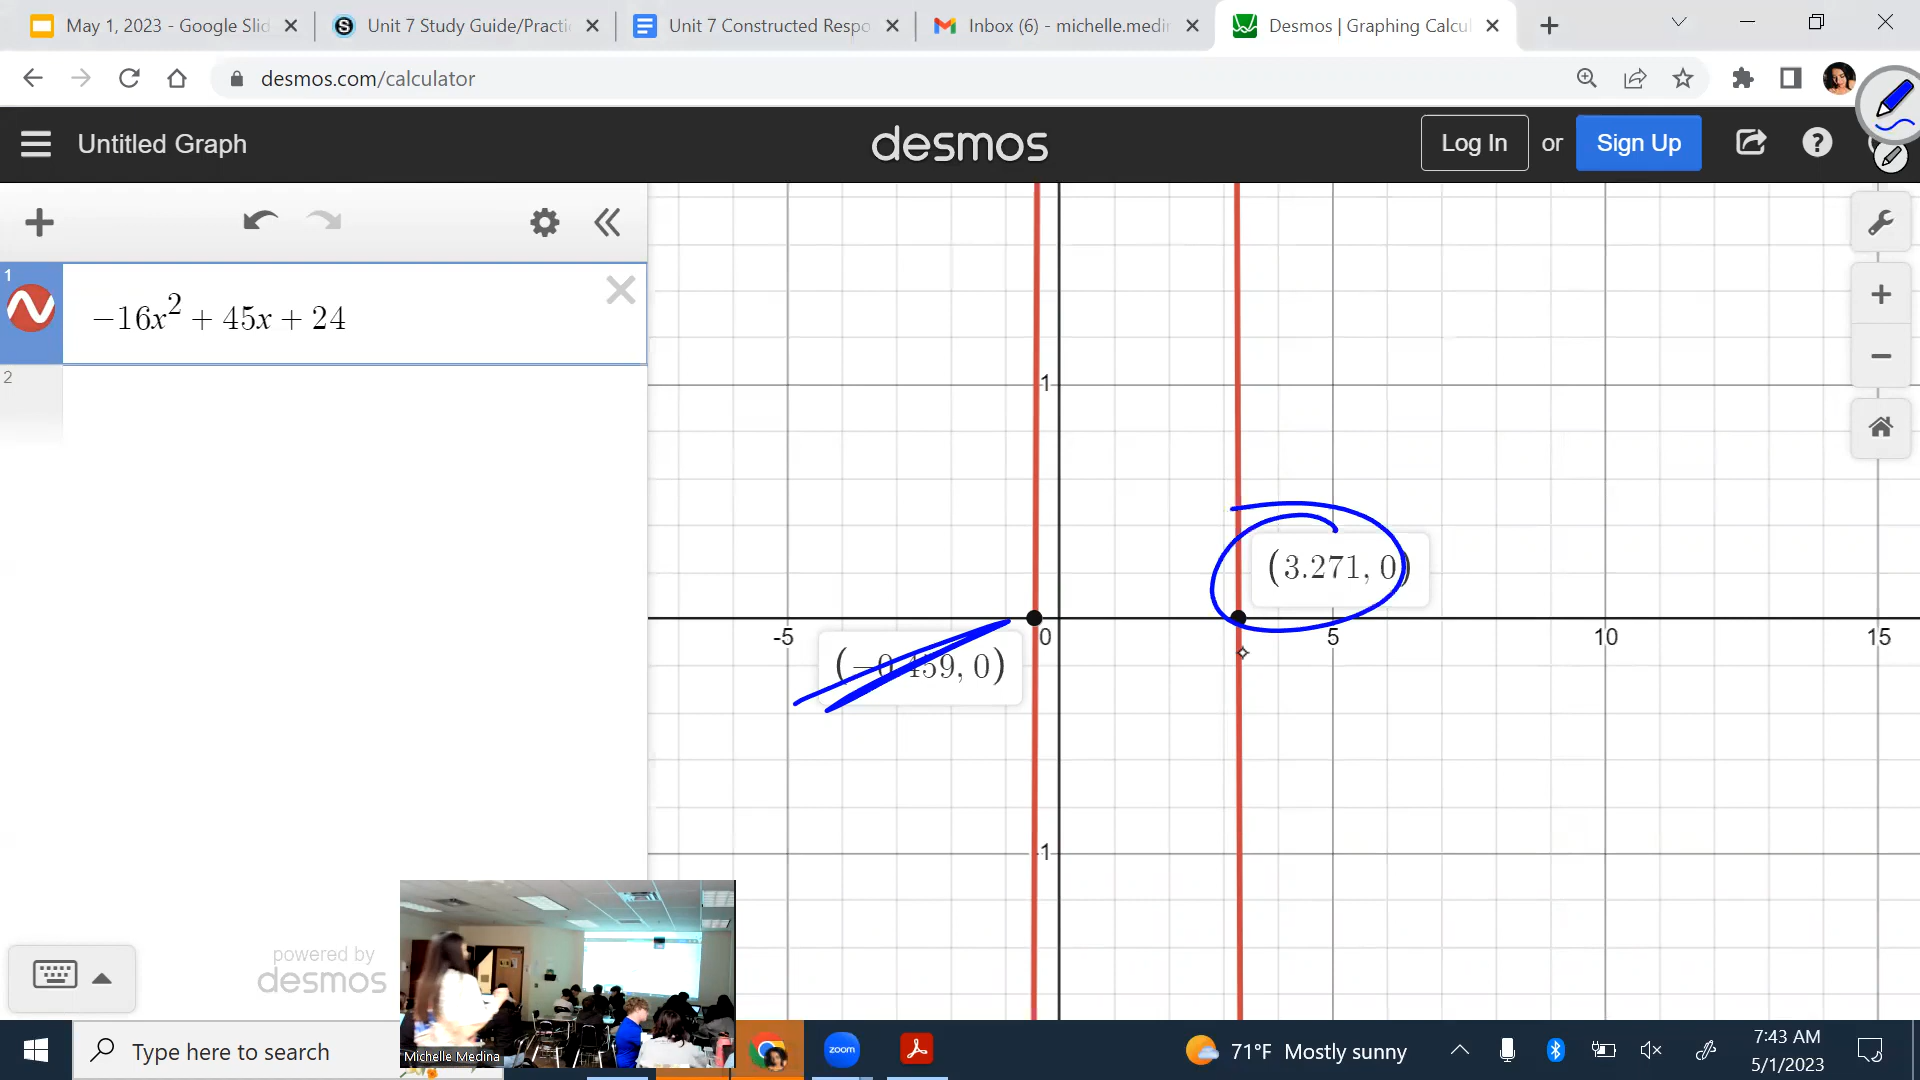 May 1, 2023 - Google Slid
Unit 7 Study Guide/Practi
Unit 7 Constructed Respo
Inbox (6) - michelle.medin
Desmos | Graphing Calcul
desmos.com/calculator
Untitled Graph
desmos
Log In or Sign Up
1
−16x² + 45x + 24
2
1
(3.271, 0)
-5 0 5 10 15
(−0.459, 0)
-1
powered by
desmos
Michelle Medina
Type here to search
zoom
71°F Mostly sunny
7:43 AM
5/1/2023